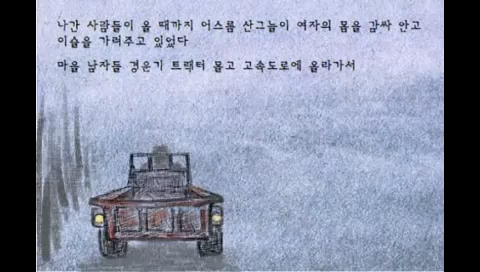 나간 사람들이 올 때까지 어스름 산그늘이 여자의 몸을 감싸 안고
이슬을 가려주고 있었다
마을 남자들 경운기 트랙터 몰고 고속도로에 올라가서